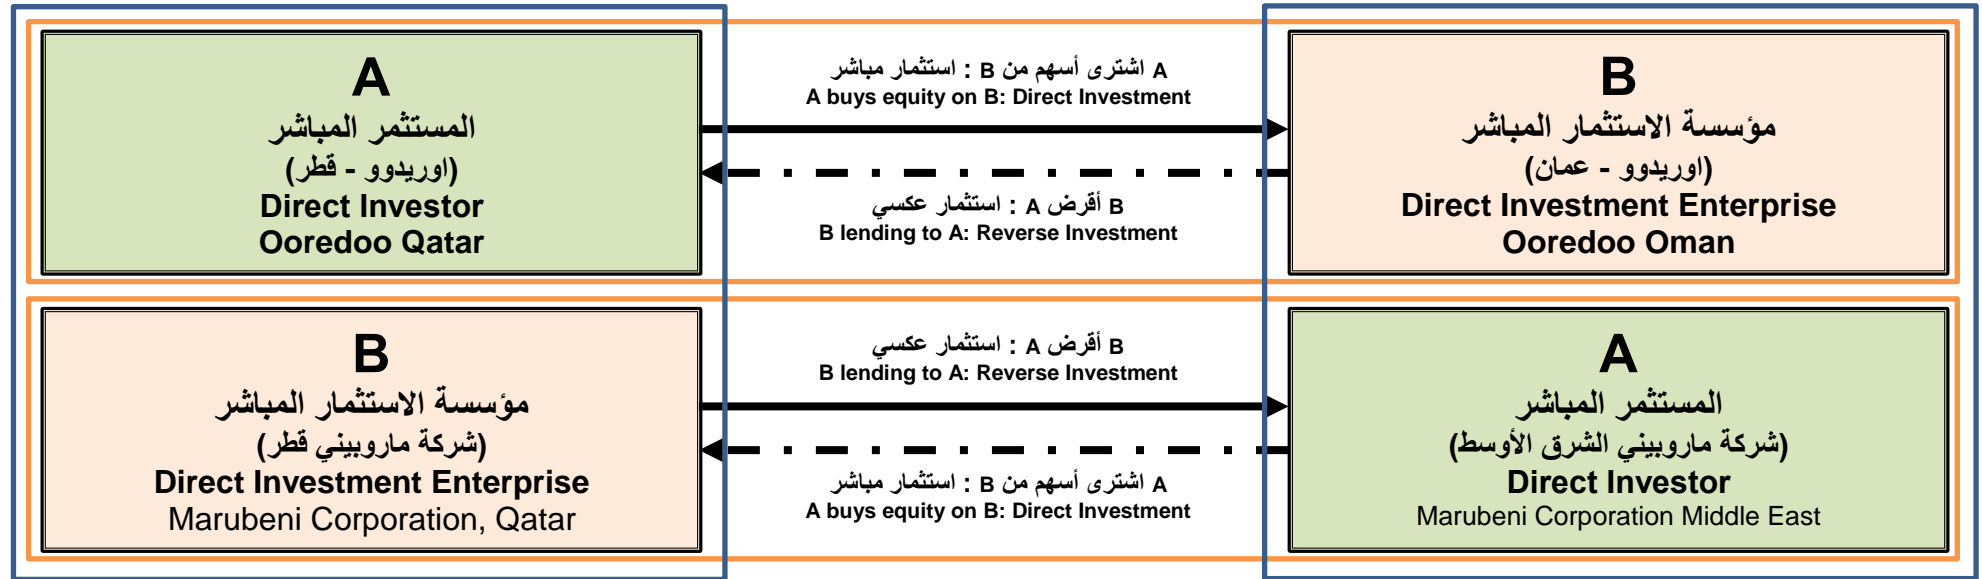 A
المستثمر المباشر
(اوريدوو - قطر)
Direct Investor
Ooredoo Qatar
A اشترى أسهم من B : استثمار مباشر
A buys equity on B: Direct Investment
B أقرض A : استثمار عكسي
B lending to A: Reverse Investment
B
مؤسسة الاستثمار المباشر
(اوريدوو - عمان)
Direct Investment Enterprise
Ooredoo Oman
B
مؤسسة الاستثمار المباشر
(شركة ماروبيني قطر)
Direct Investment Enterprise
Marubeni Corporation, Qatar
B أقرض A : استثمار عكسي
B lending to A: Reverse Investment
A اشترى أسهم من B : استثمار مباشر
A buys equity on B: Direct Investment
A
المستثمر المباشر
(شركة ماروبيني الشرق الأوسط)
Direct Investor
Marubeni Corporation Middle East